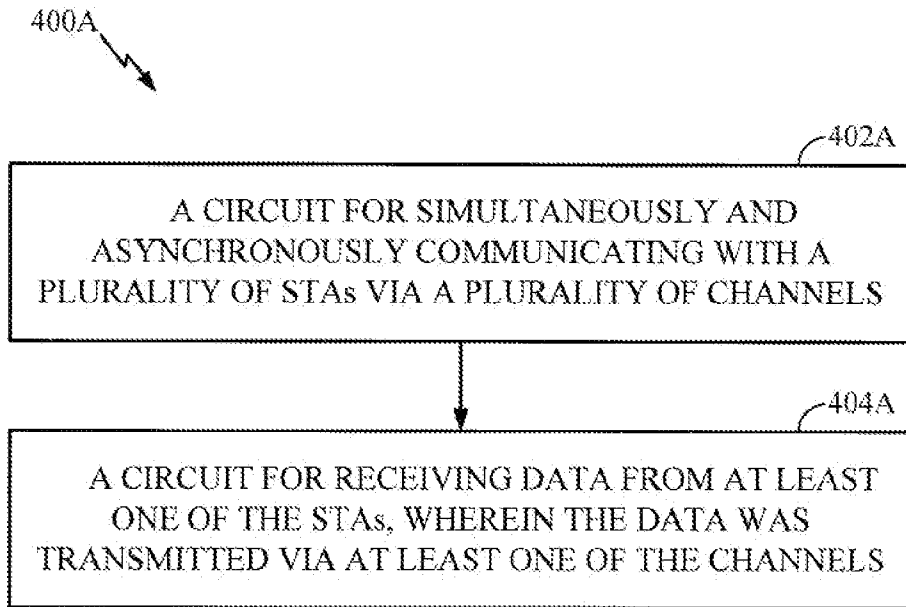 400A
402A
A CIRCUIT FOR SIMULTANEOUSLY AND
ASYNCHRONOUSLY COMMUNICATING WITH A
PLURALITY OF STAs VIA A PLURALITY OF CHANNELS
404A
A CIRCUIT FOR RECEIVING DATA FROM AT LEAST
ONE OF THE STAs, WHEREIN THE DATA WAS
TRANSMITTED VIA AT LEAST ONE OF THE CHANNELS